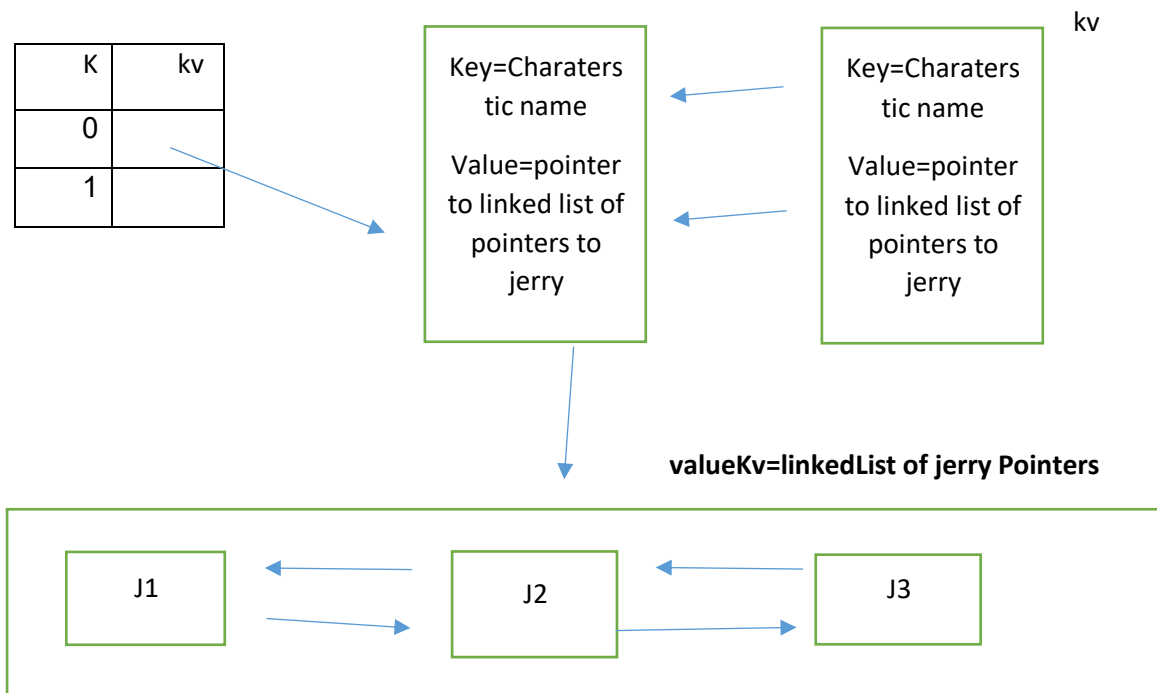 kv
K kv
0
1
Key=Charaters
tic name
Value=pointer
to linked list of
pointers to
jerry
Key=Charaters
tic name
Value=pointer
to linked list of
pointers to
jerry
valueKv=linkedList of jerry Pointers
J1
J2
J3